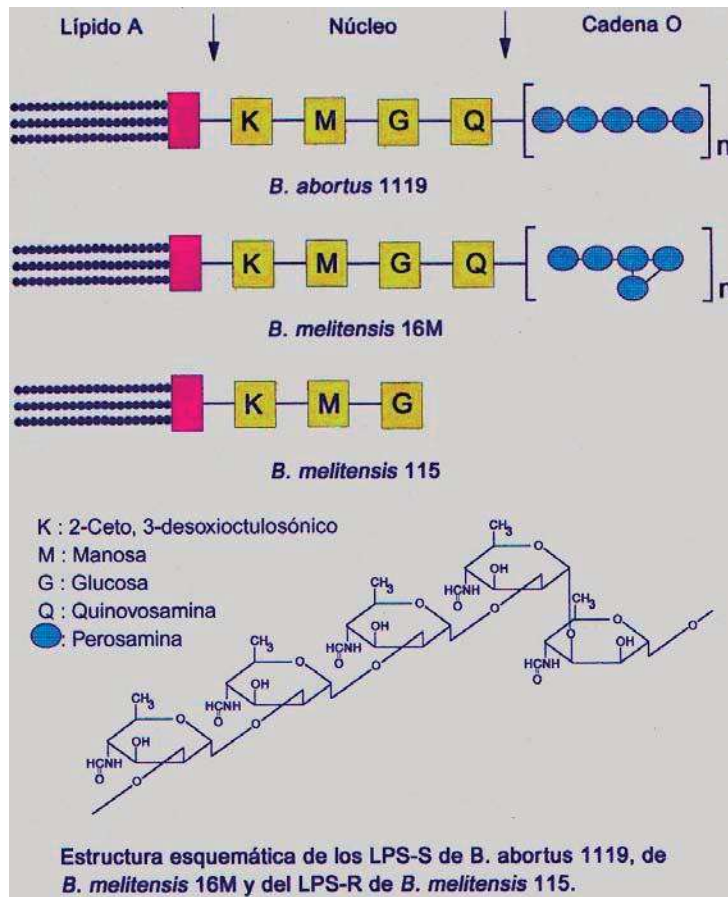 Lípido A Núcleo Cadena O
K M G Q n
B. abortus 1119
K M G Q n
B. melitensis 16M
K M G
B. melitensis 115
K : 2-Ceto, 3-desoxioctulosónico
M : Manosa
G : Glucosa
Q : Quinovosamina
: Perosamina
CH3 O OH HCNH O O
CH3 O OH HCNH O O
CH3 O OH HCNH O O
CH3 O OH HCNH O O
CH3 O OH HCNH O O
Estructura esquemática de los LPS-S de B. abortus 1119, de
B. melitensis 16M y del LPS-R de B. melitensis 115.